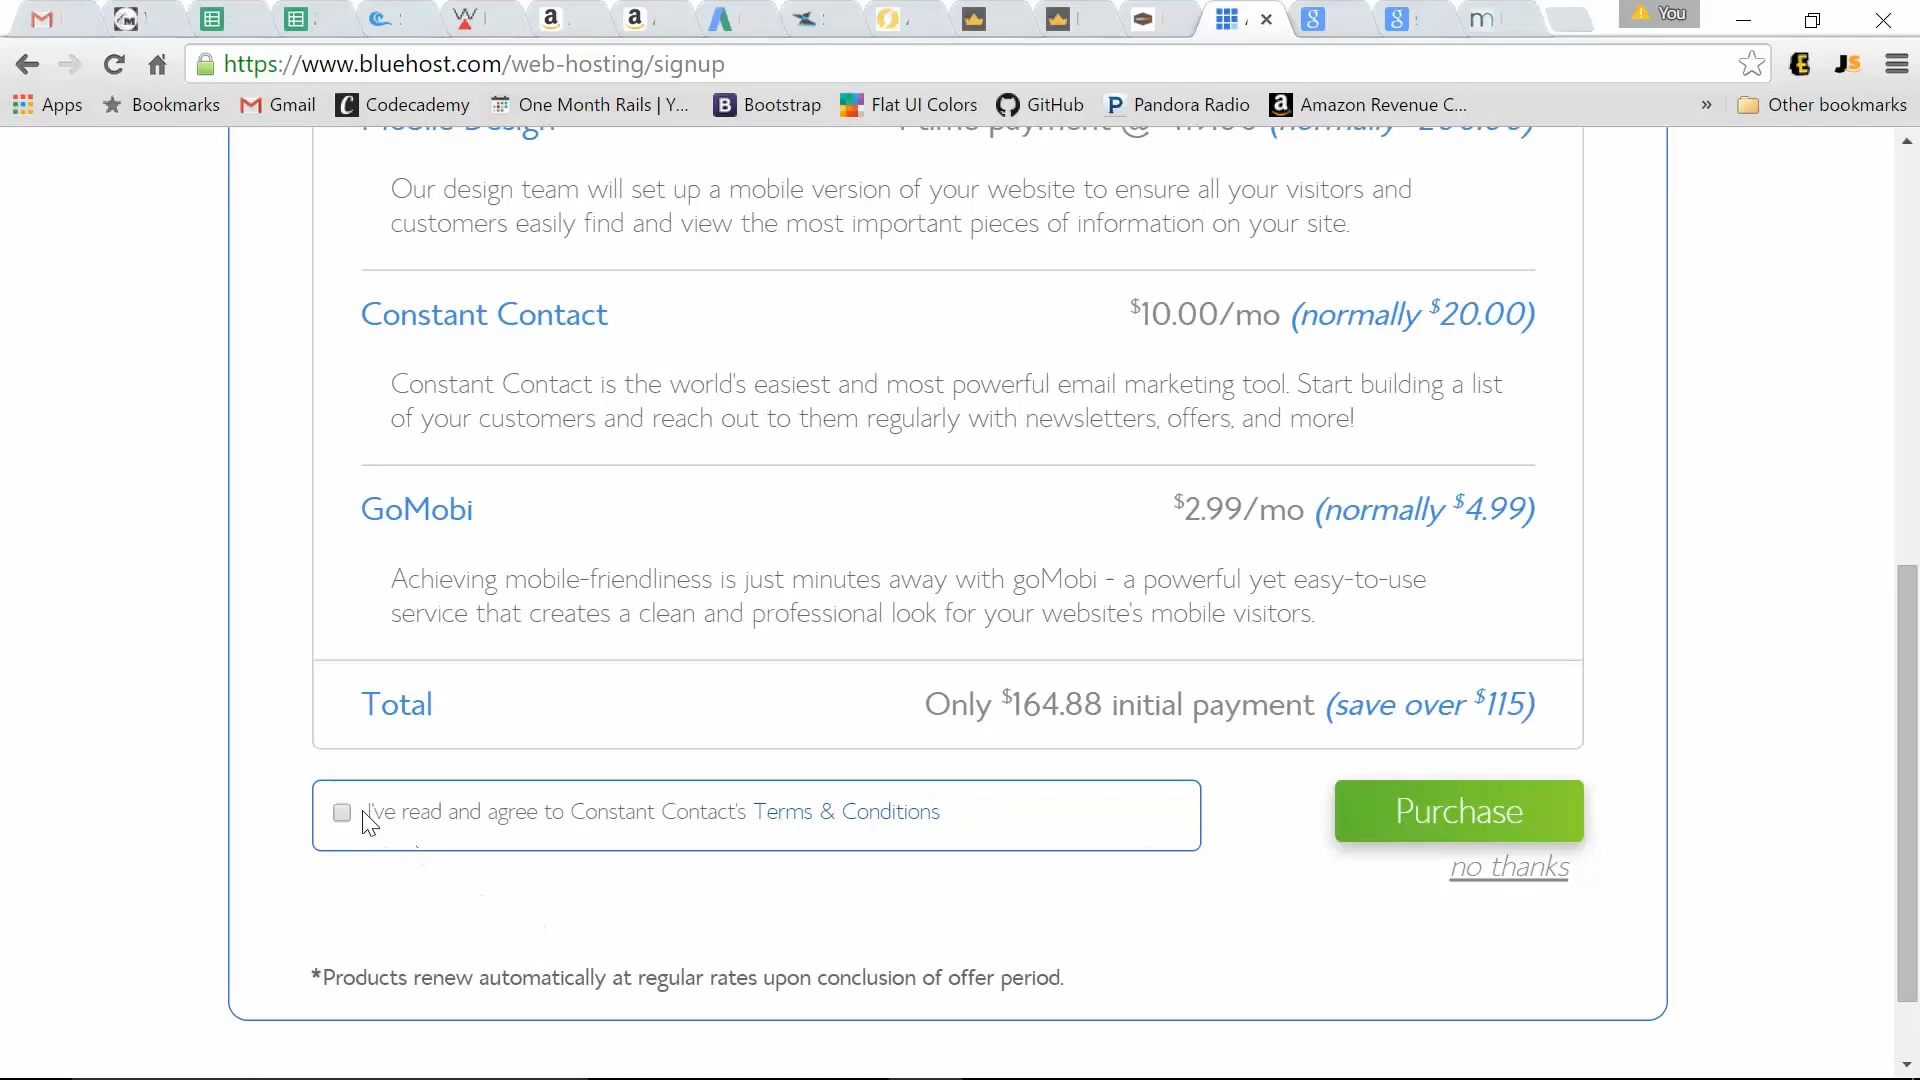 You
https://www.bluehost.com/web-hosting/signup
Apps Bookmarks Gmail Codecademy One Month Rails | Y... Bootstrap Flat UI Colors GitHub Pandora Radio Amazon Revenue C... » Other bookmarks
Mobile Design
Our design team will set up a mobile version of your website to ensure all your visitors and
customers easily find and view the most important pieces of information on your site.
Constant Contact $10.00/mo (normally $20.00)
Constant Contact is the world's easiest and most powerful email marketing tool. Start building a list
of your customers and reach out to them regularly with newsletters, offers, and more!
GoMobi $2.99/mo (normally $4.99)
Achieving mobile-friendliness is just minutes away with goMobi - a powerful yet easy-to-use
service that creates a clean and professional look for your website's mobile visitors.
Total Only $164.88 initial payment (save over $115)
I've read and agree to Constant Contact's Terms & Conditions
Purchase
no thanks
*Products renew automatically at regular rates upon conclusion of offer period.